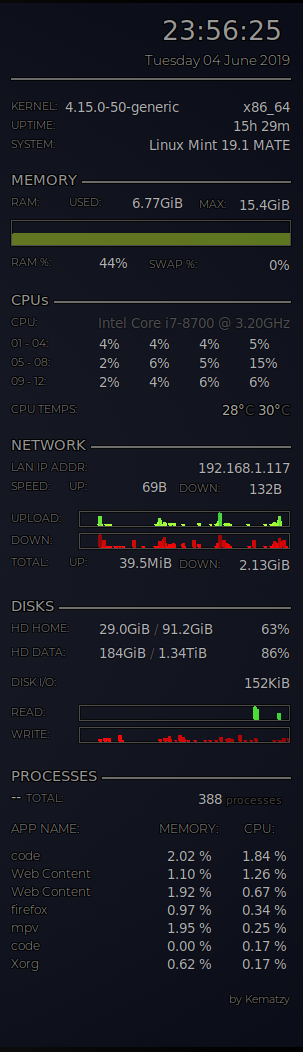 23:56:25
Tuesday 04 June 2019
KERNEL: 4.15.0-50-generic x86_64
UPTIME: 15h 29m
SYSTEM: Linux Mint 19.1 MATE
MEMORY
RAM: USED: 6.77GiB MAX: 15.4GiB
RAM %: 44% SWAP %: 0%
CPUs
CPU: Intel Core i7-8700 @ 3.20GHz
01 - 04: 4% 4% 4% 5%
05 - 08: 2% 6% 5% 15%
09 - 12: 2% 4% 6% 6%
CPU TEMPS: 28°C 30°C
NETWORK
LAN IP ADDR: 192.168.1.117
SPEED: UP: 69B DOWN: 132B
UPLOAD:
DOWN:
TOTAL: UP: 39.5MiB DOWN: 2.13GiB
DISKS
HD HOME: 29.0GiB / 91.2GiB 63%
HD DATA: 184GiB / 1.34TiB 86%
DISK I/O: 152KiB
READ:
WRITE:
PROCESSES
-- TOTAL: 388 processes
APP NAME: MEMORY: CPU:
code 2.02 % 1.84 %
Web Content 1.10 % 1.26 %
Web Content 1.92 % 0.67 %
firefox 0.97 % 0.34 %
mpv 1.95 % 0.25 %
code 0.00 % 0.17 %
Xorg 0.62 % 0.17 %
by Kematzy